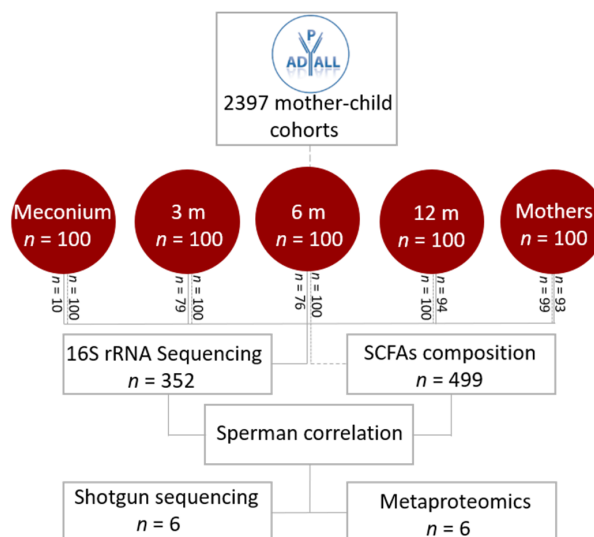 P
AD ALL
2397 mother-child
cohorts
Meconium
n = 100
3 m
n = 100
6 m
n = 100
12 m
n = 100
Mothers
n = 100
n = 10
n = 100
n = 79
n = 100
n = 76
n = 100
n = 100
n = 94
n = 99
n = 93
16S rRNA Sequencing
n = 352
SCFAs composition
n = 499
Sperman correlation
Shotgun sequencing
n = 6
Metaproteomics
n = 6